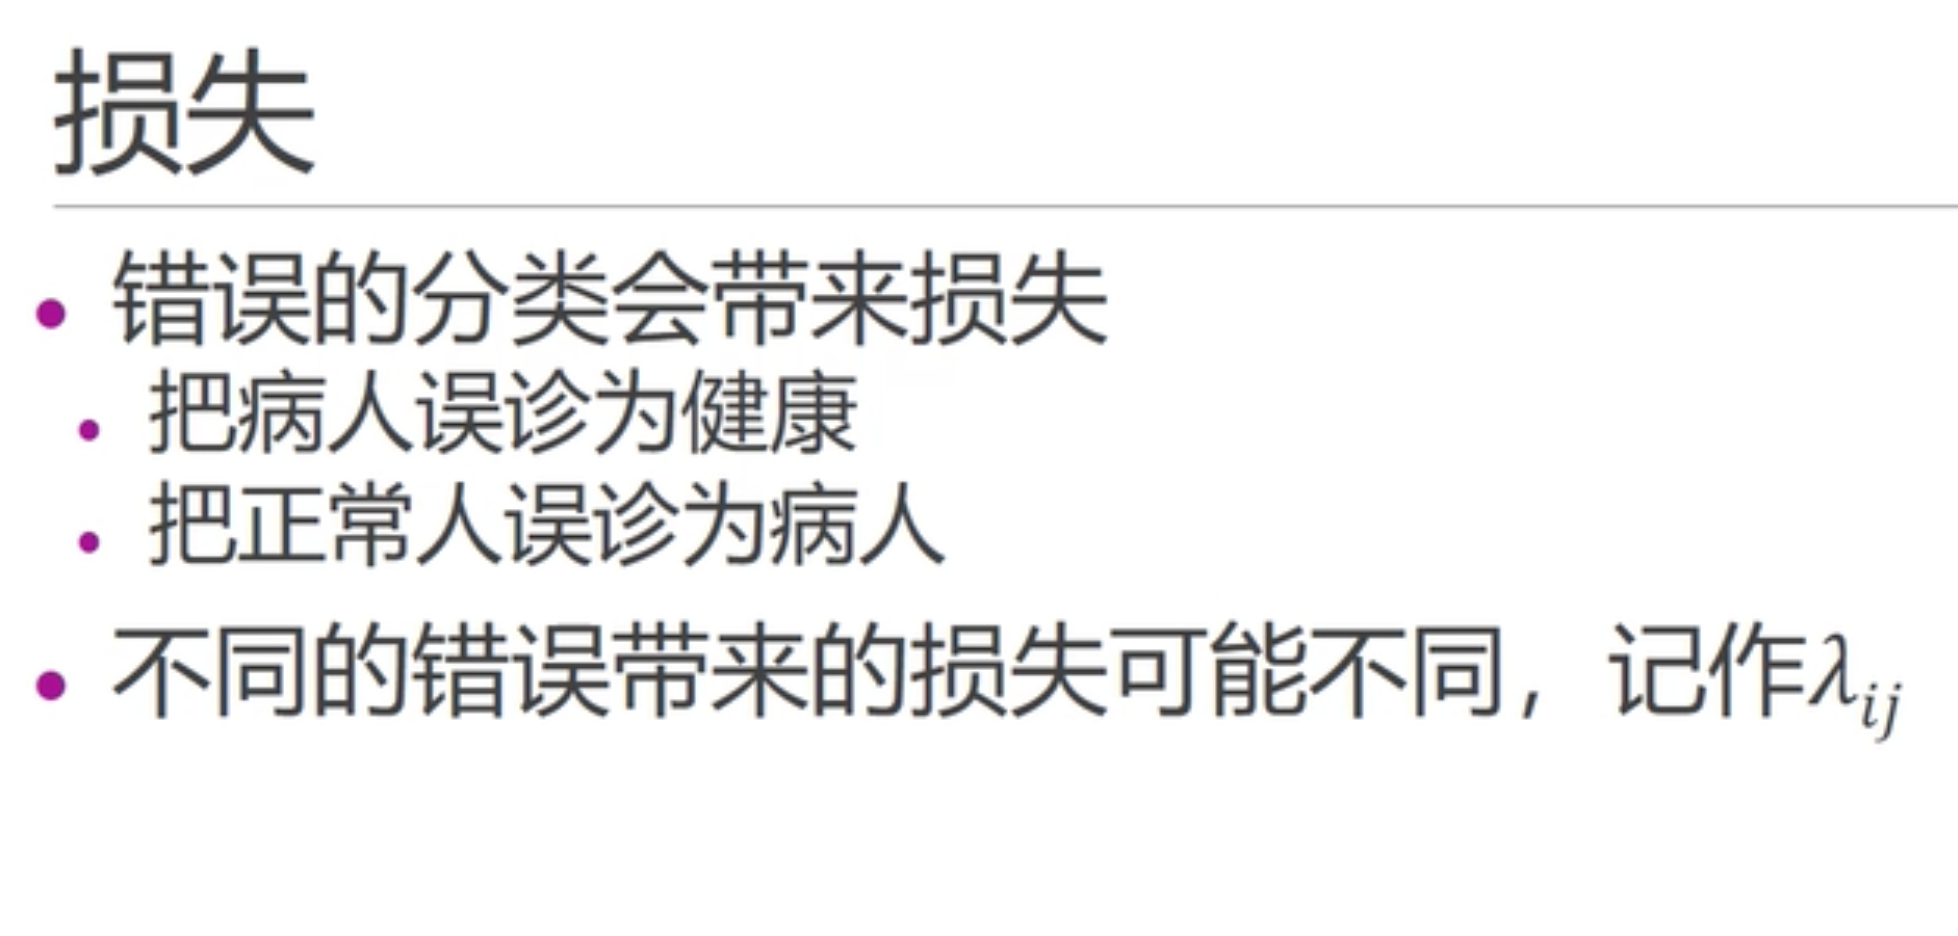 损失
• 错误的分类会带来损失
• 把病人误诊为健康
• 把正常人误诊为病人
• 不同的错误带来的损失可能不同，记作λᵢⱼ